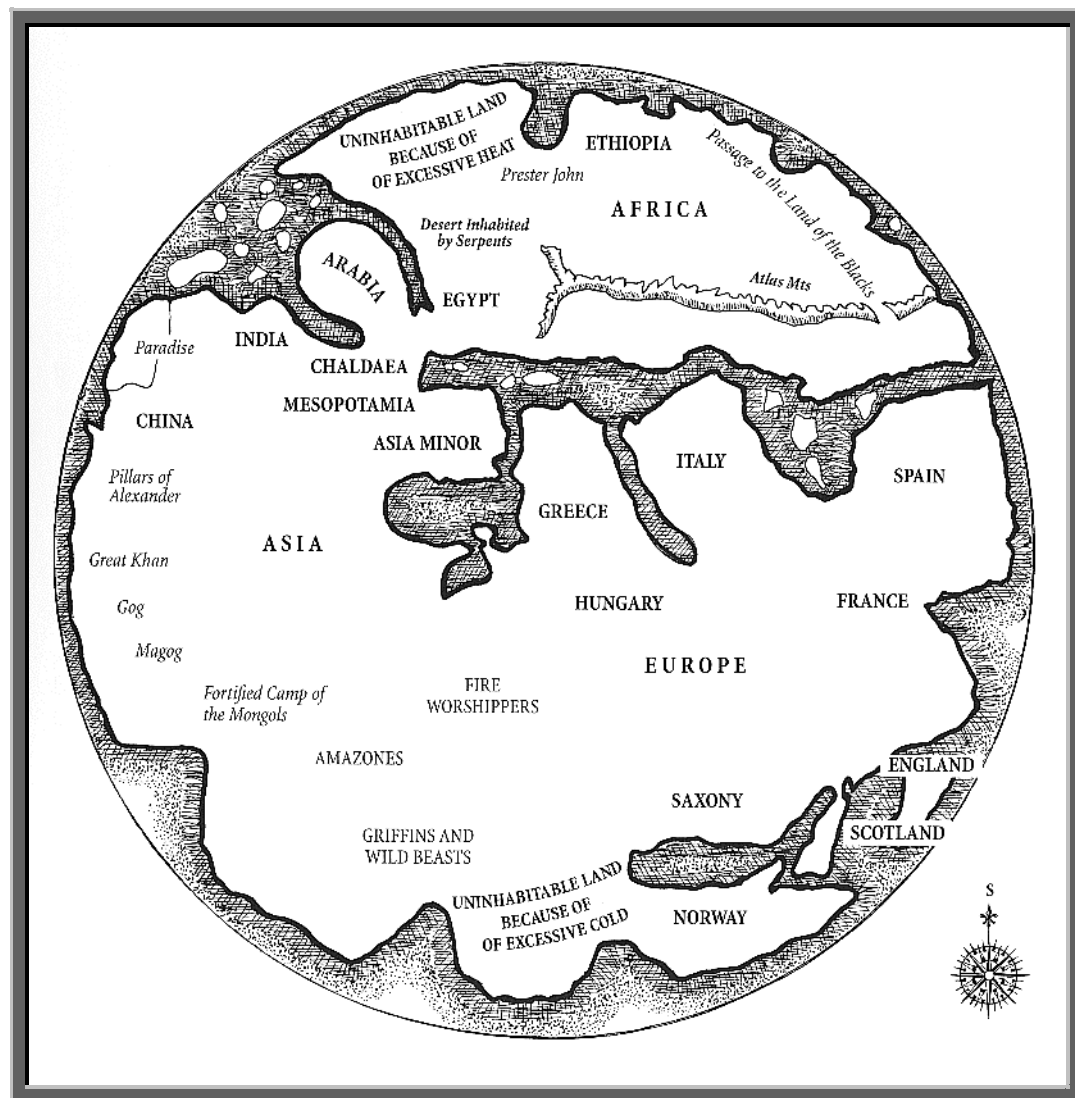 UNINHABITABLE LAND
BECAUSE OF
OF EXCESSIVE HEAT
ETHIOPIA
Prester John
Passage to the Land of the Blacks
AFRICA
Desert Inhabited
by Serpents
ARABIA
EGYPT
Atlas Mts
INDIA
Paradise
CHALDAEA
MESOPOTAMIA
CHINA
ASIA MINOR
ITALY
SPAIN
Pillars of
Alexander
GREECE
ASIA
Great Khan
Gog
HUNGARY
FRANCE
Magog
EUROPE
Fortified Camp of
the Mongols
FIRE
WORSHIPPERS
AMAZONES
ENGLAND
SAXONY
SCOTLAND
GRIFFINS AND
WILD BEASTS
UNINHABITABLE LAND
BECAUSE OF
OF EXCESSIVE COLD
NORWAY
S